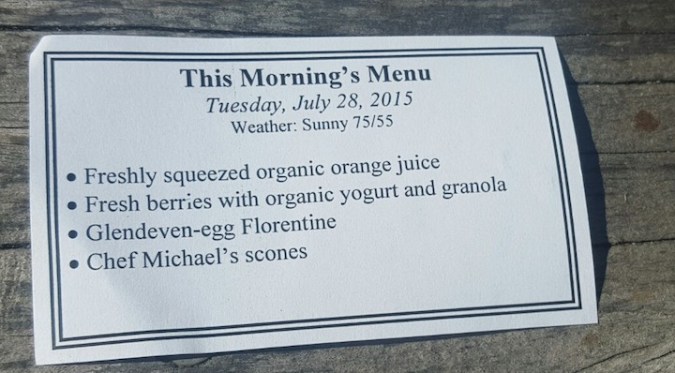 This Morning's Menu
Tuesday, July 28, 2015
Weather: Sunny 75/55
• Freshly squeezed organic orange juice
• Fresh berries with organic yogurt and granola
• Glendeven-egg Florentine
• Chef Michael's scones